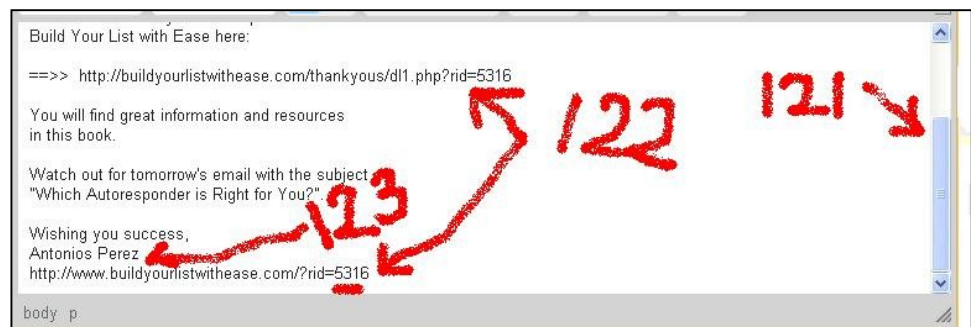 Build Your List with Ease here:
==>> http://buildyourlistwithease.com/thankyous/dl1.php?rid=5316
121
You will find great information and resources
in this book.
122
Watch out for tomorrow's email with the subject
"Which Autoresponder is Right for You?"
123
Wishing you success,
Antonios Perez
http://www.buildyourlistwithease.com/?rid=5316
body p